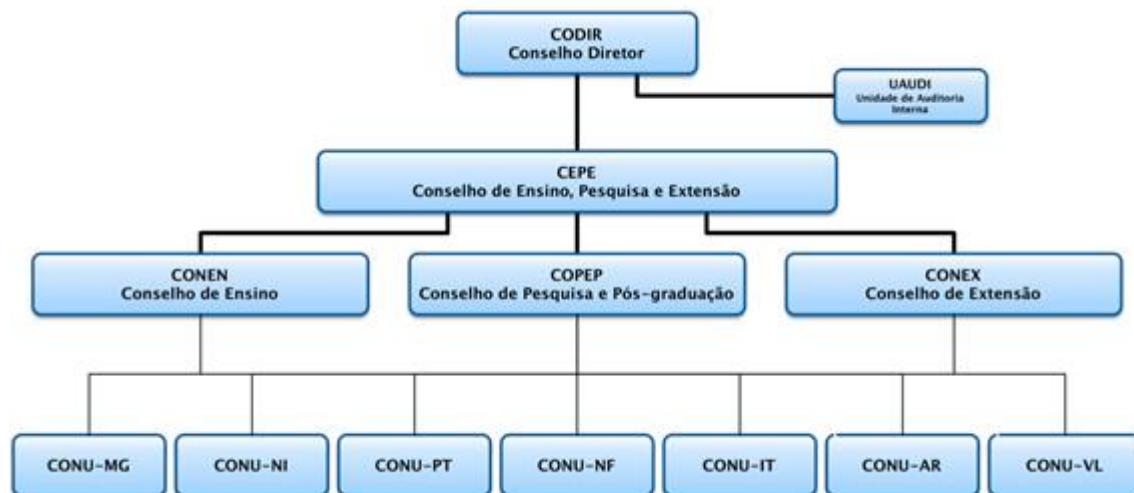 CODIR
Conselho Diretor
UAUDI
Unidade de Auditoria
Interna
CEPE
Conselho de Ensino, Pesquisa e Extensão
CONEN
Conselho de Ensino
COPEP
Conselho de Pesquisa e Pós-graduação
CONEX
Conselho de Extensão
CONU-MG
CONU-NI
CONU-PT
CONU-NF
CONU-IT
CONU-AR
CONU-VL